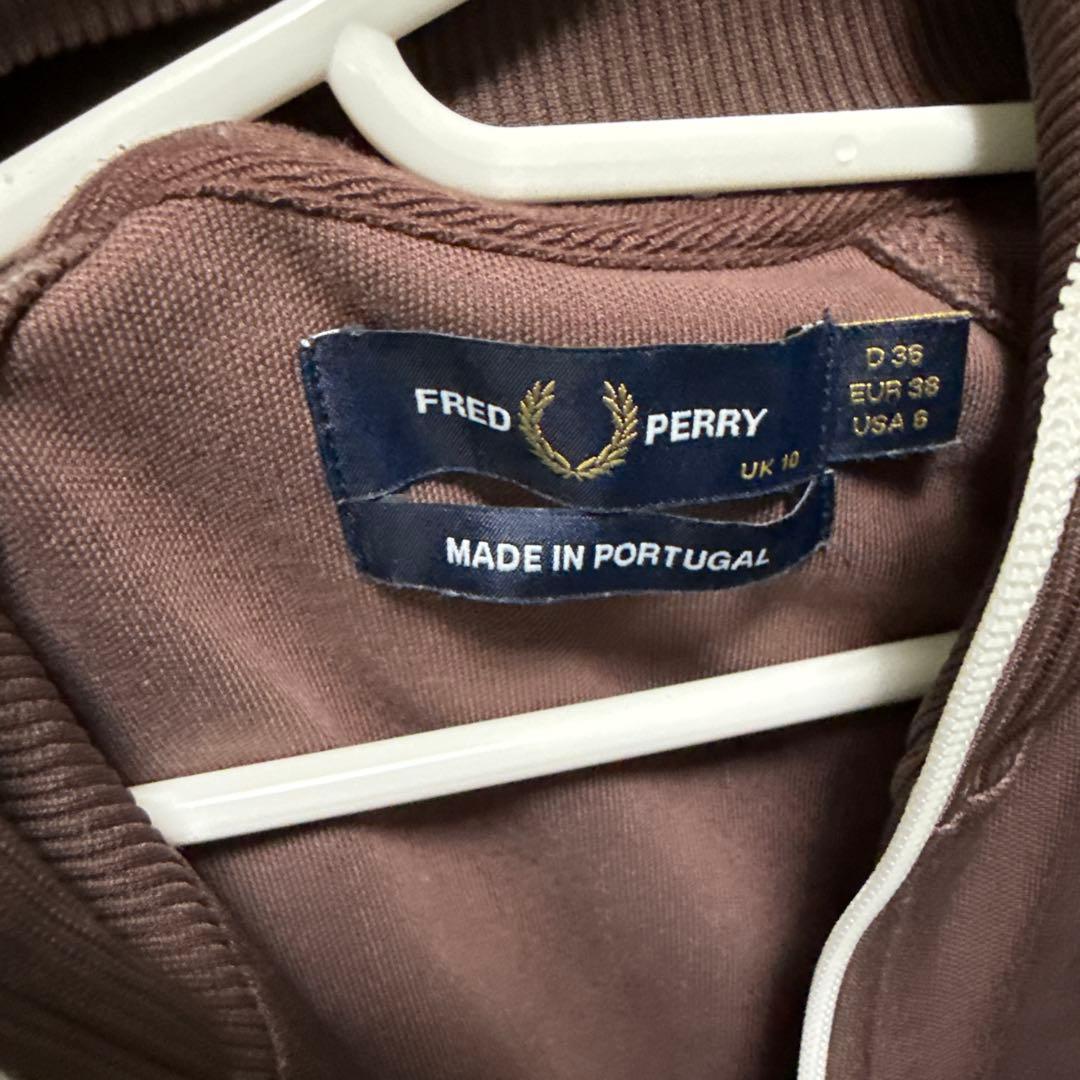 FRED PERRY
UK 10
MADE IN PORTUGAL
D 36
EUR 38
USA 6